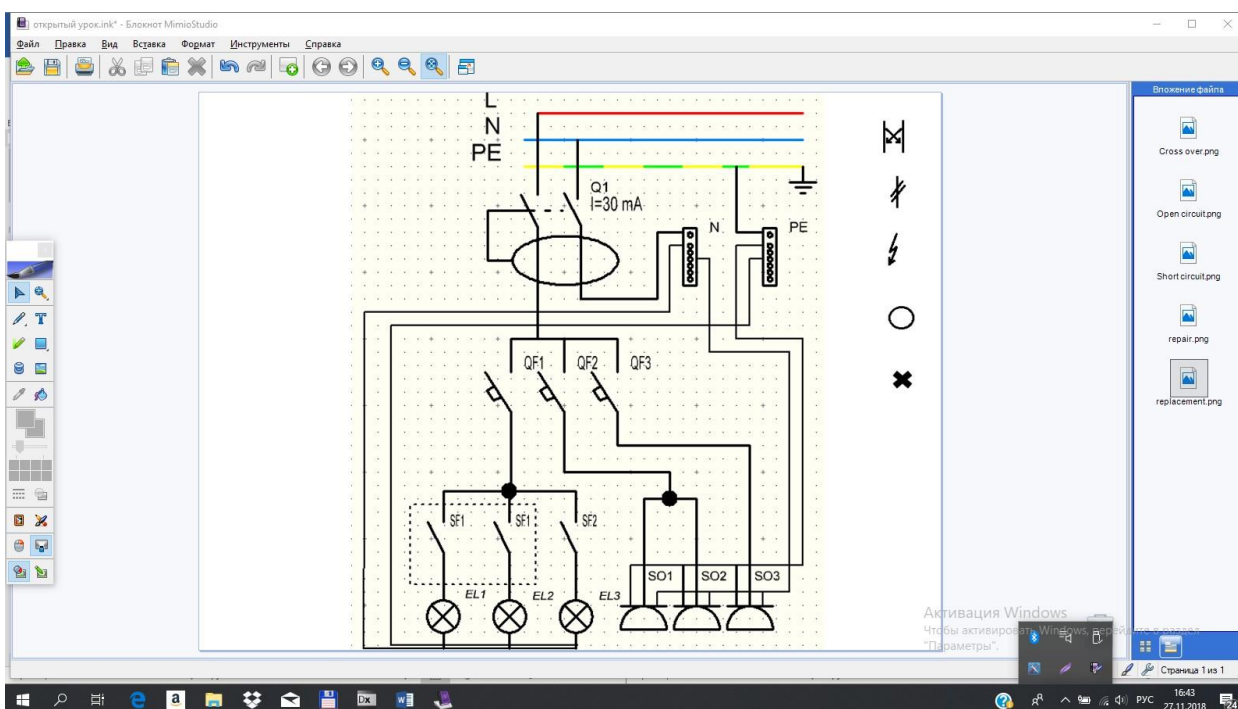 открытый урок.ink* - Блокнот MimioStudio
Файл Правка Вид Вставка Формат Инструменты Справка
Вложение файла
L
N
PE
Cross over.png
Q1
I=30 mA
Open circuit.png
N
PE
Short circuit.png
repair.png
QF1 QF2 QF3
replacement.png
SF1 SF1 SF2
SO1 SO2 SO3
EL1 EL2 EL3
Активация Windows
Чтобы активировать Windows, перейдите в раздел
"Параметры".
Страница 1 из 1
16:43
РУС
27.11.2018
24